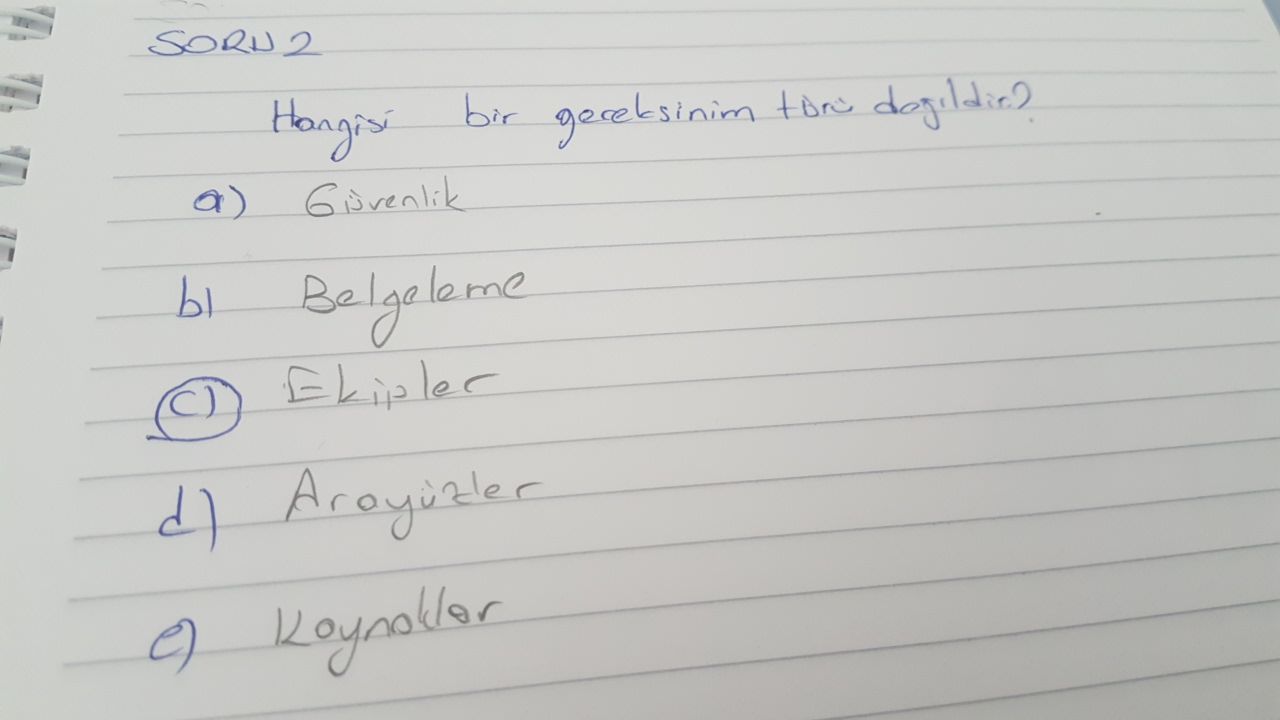 SORU 2
Hangisi bir gereksinim türü değildir?
a) Güvenlik
b) Belgeleme
c) Ekipler
d) Arayüzler
e) Kaynaklar